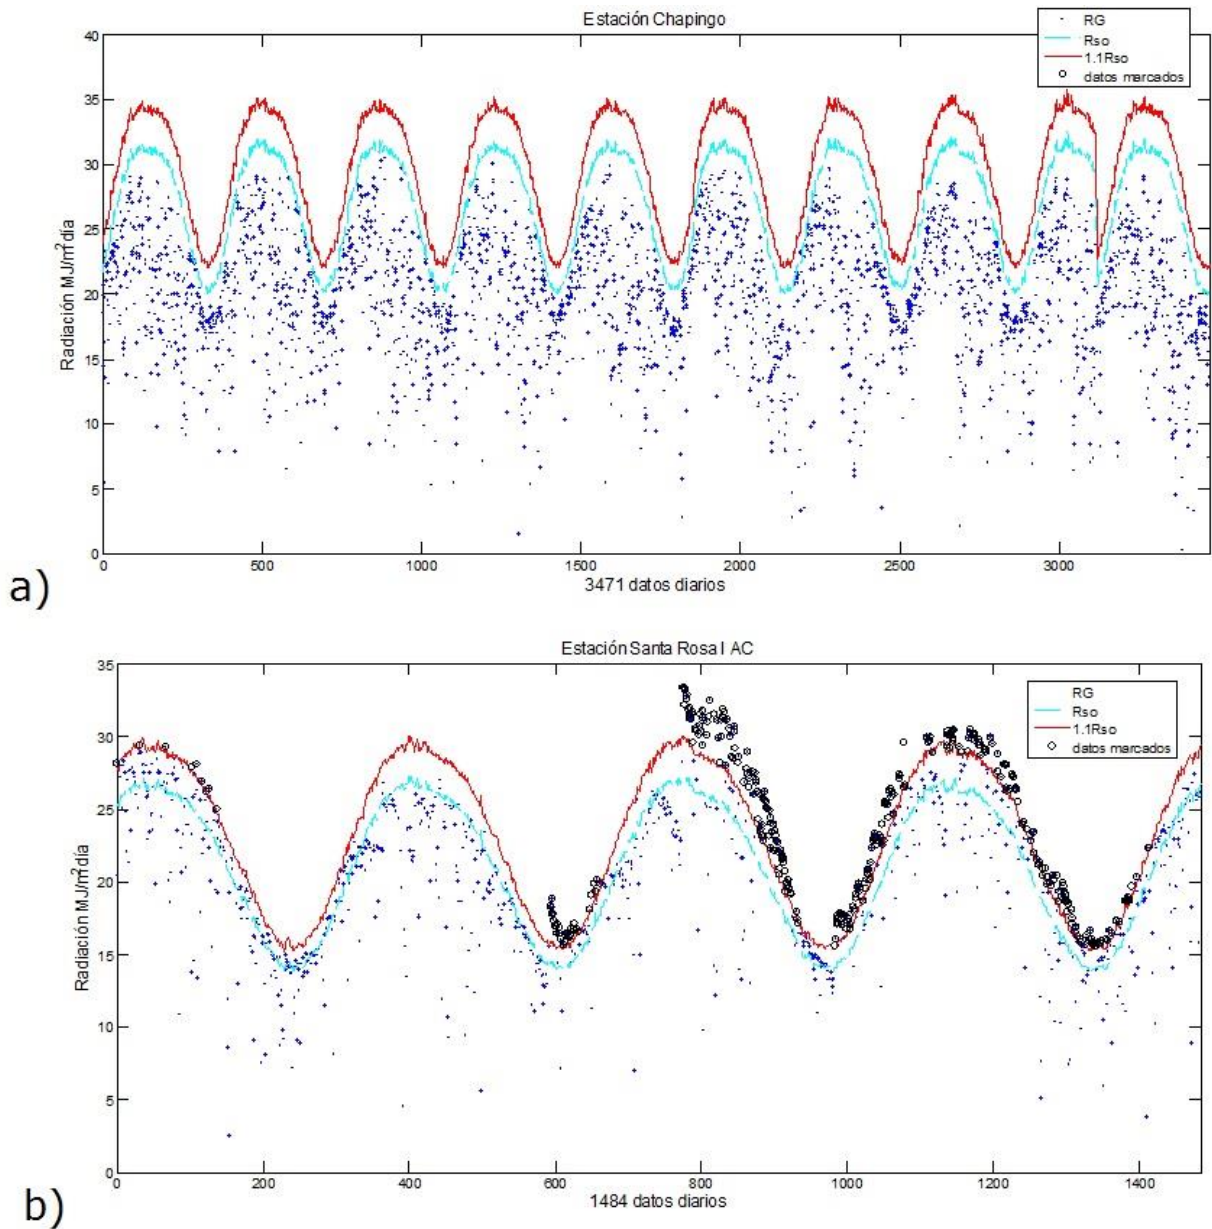 Estación Chapingo
RG
Rso
1.1Rso
datos marcados
40
35
30
25
20
15
10
5
0
Radiación MJ/m²día
0 500 1000 1500 2000 2500 3000
3471 datos diarios
a)
Estación Santa Rosa I AC
RG
Rso
1.1Rso
datos marcados
35
30
25
20
15
10
5
0
Radiación MJ/m²día
0 200 400 600 800 1000 1200 1400
1484 datos diarios
b)